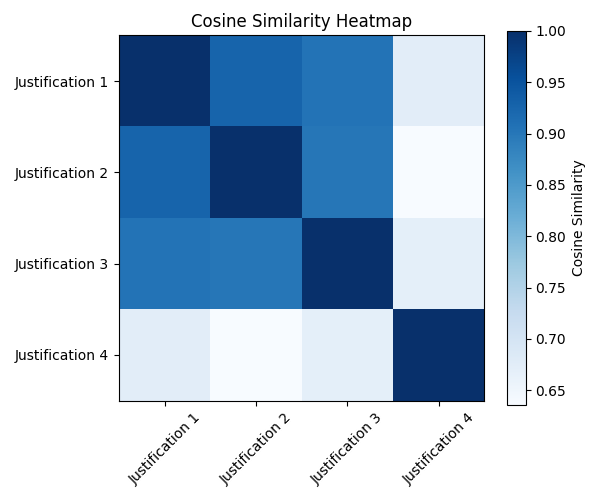 Cosine Similarity Heatmap
Justification 1
Justification 2
Justification 3
Justification 4
Justification 1
Justification 2
Justification 3
Justification 4
1.00
0.95
0.90
0.85
0.80
0.75
0.70
0.65
Cosine Similarity